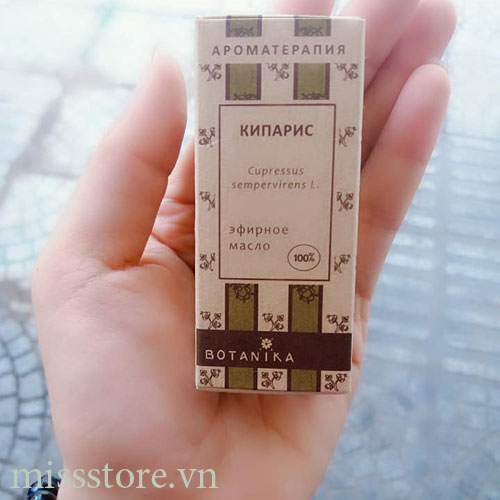 АРОМАТЕРАПИЯ
КИПАРИС
Cupressus
sempervirens L.
эфирное
масло
100%
BOTANIKA
missstore.vn